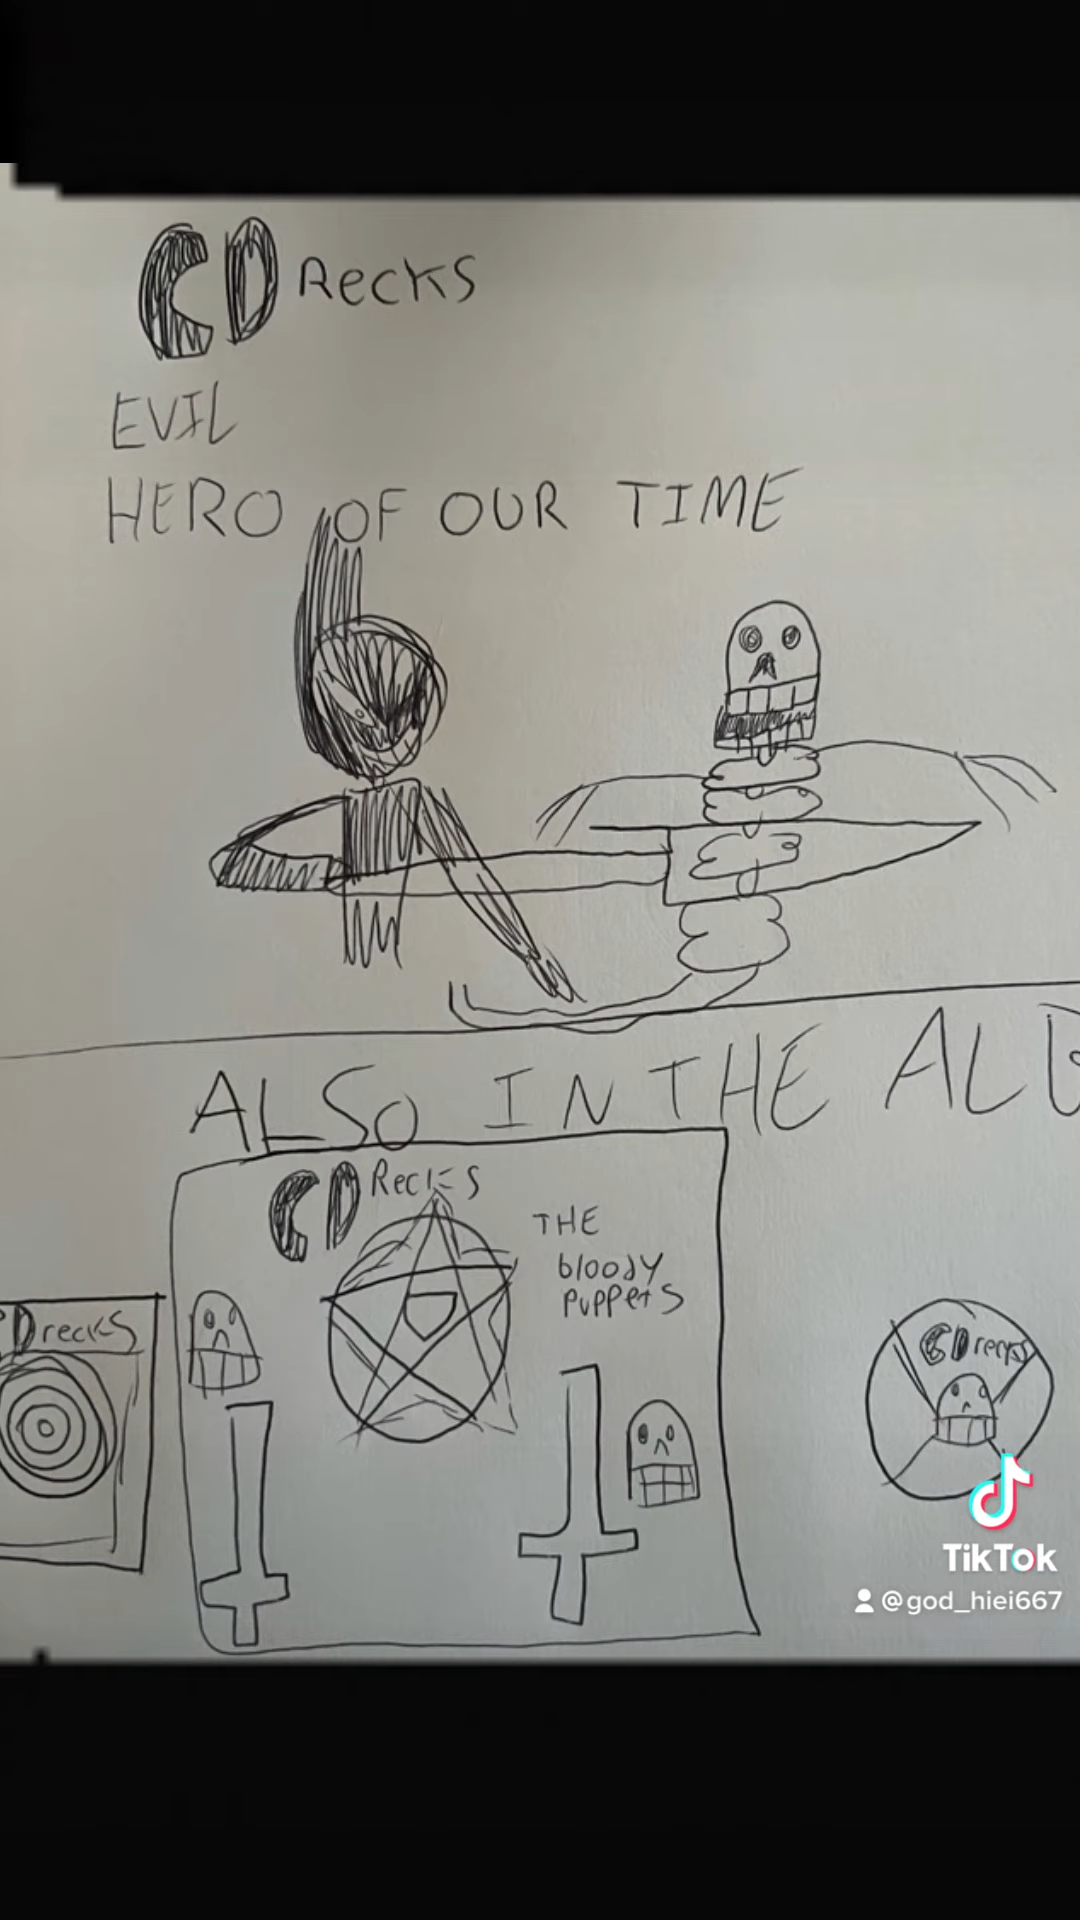 CD Recks
EVIL
HERO OF OUR TIME
ALSO IN THE ALB
CD Recks
THE
bloody
PUPPetS
CD recks
CD recks
TikTok
@god_hiei667